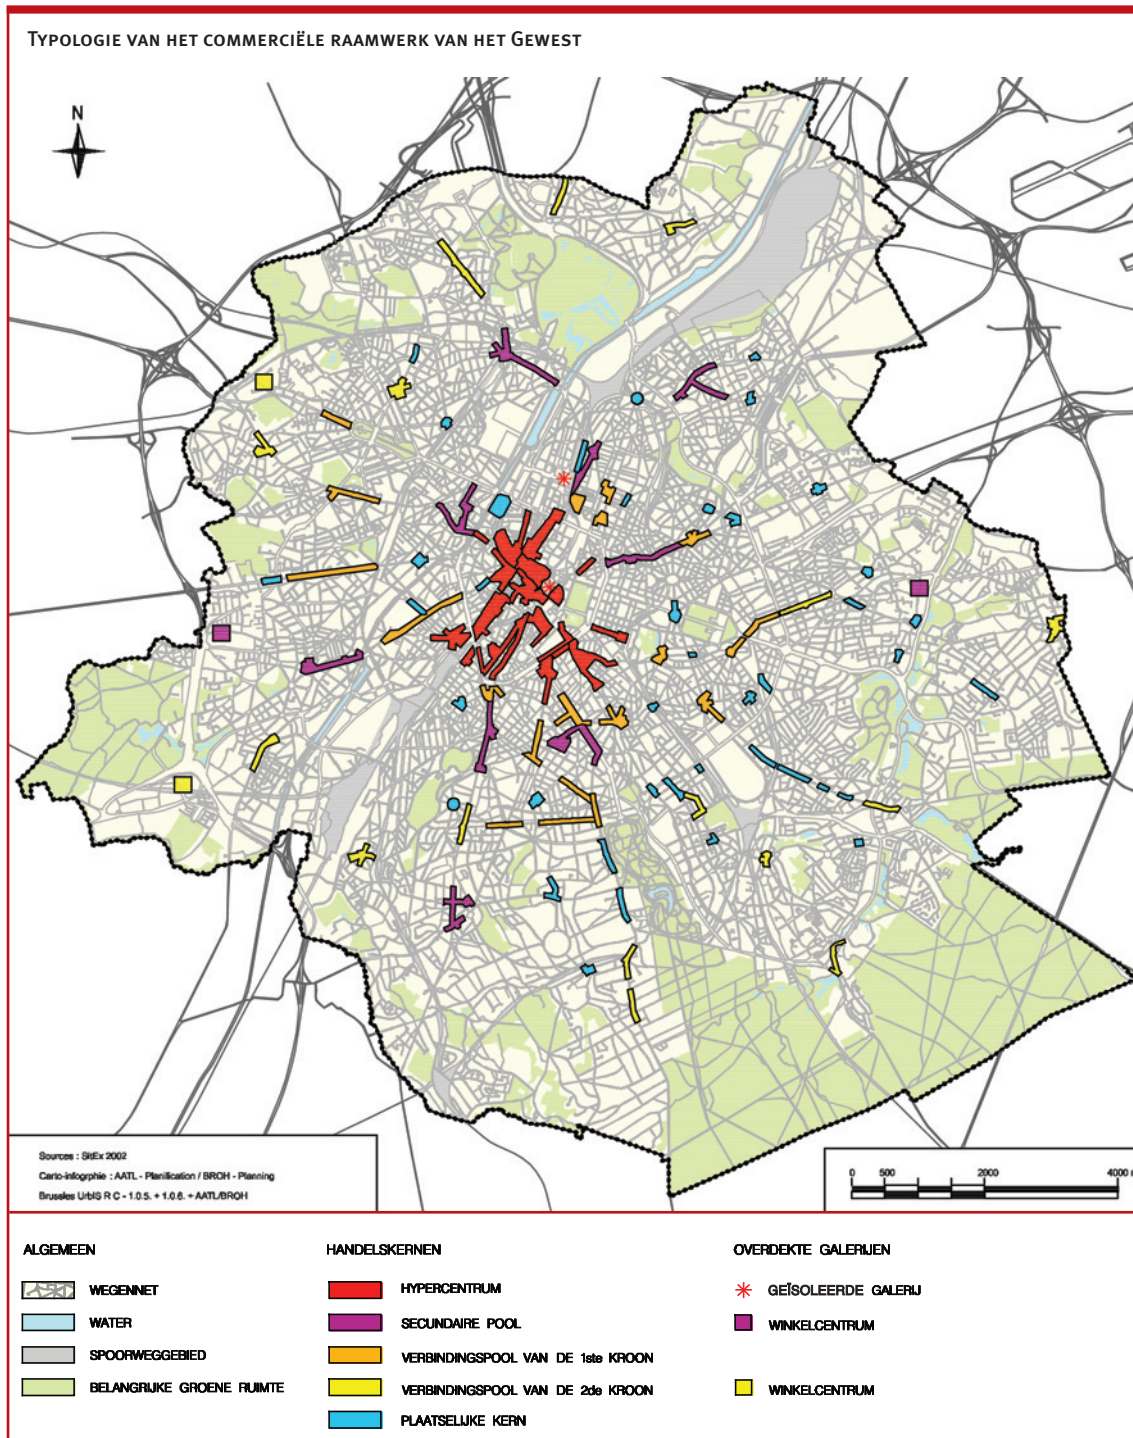 Typologie van het commerciële raamwerk van het Gewest
N
Sources : SitEx 2002
Carto-infogrphie : AATL - Planification / BROH - Planning
Brussles UrbIS R C - 1.0.5. + 1.0.6. + AATL/BROH
0 500 2000 4000 m
ALGEMEEN
WEGENNET
WATER
SPOORWEGGEBIED
BELANGRIJKE GROENE RUIMTE
HANDELSKERNEN
HYPERCENTRUM
SECUNDAIRE POOL
VERBINDINGSPOOL VAN DE 1ste KROON
VERBINDINGSPOOL VAN DE 2de KROON
PLAATSELIJKE KERN
OVERDEKTE GALERIJEN
GEÏSOLEERDE GALERIJ
WINKELCENTRUM
WINKELCENTRUM